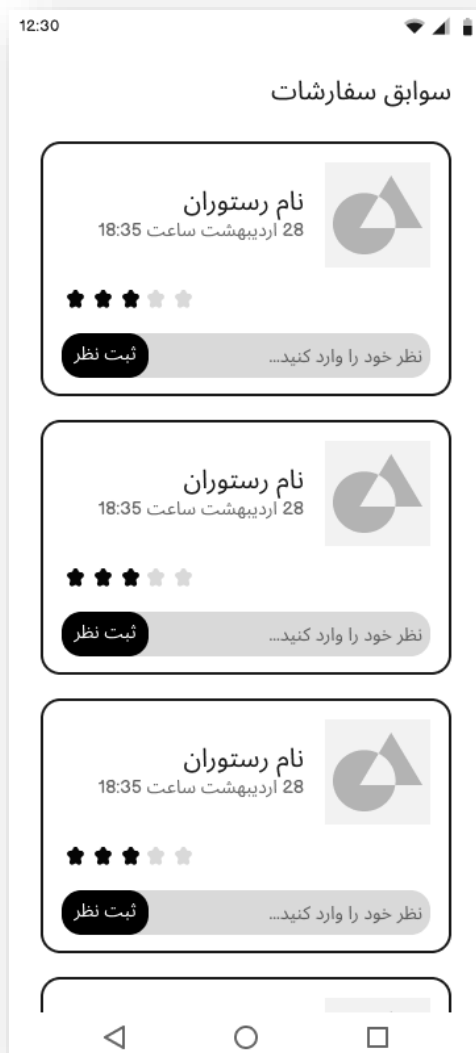 12:30
سوابق سفارشات
نام رستوران
28 اردیبهشت ساعت 18:35
نظر خود را وارد کنید...
ثبت نظر
نام رستوران
28 اردیبهشت ساعت 18:35
نظر خود را وارد کنید...
ثبت نظر
نام رستوران
28 اردیبهشت ساعت 18:35
نظر خود را وارد کنید...
ثبت نظر